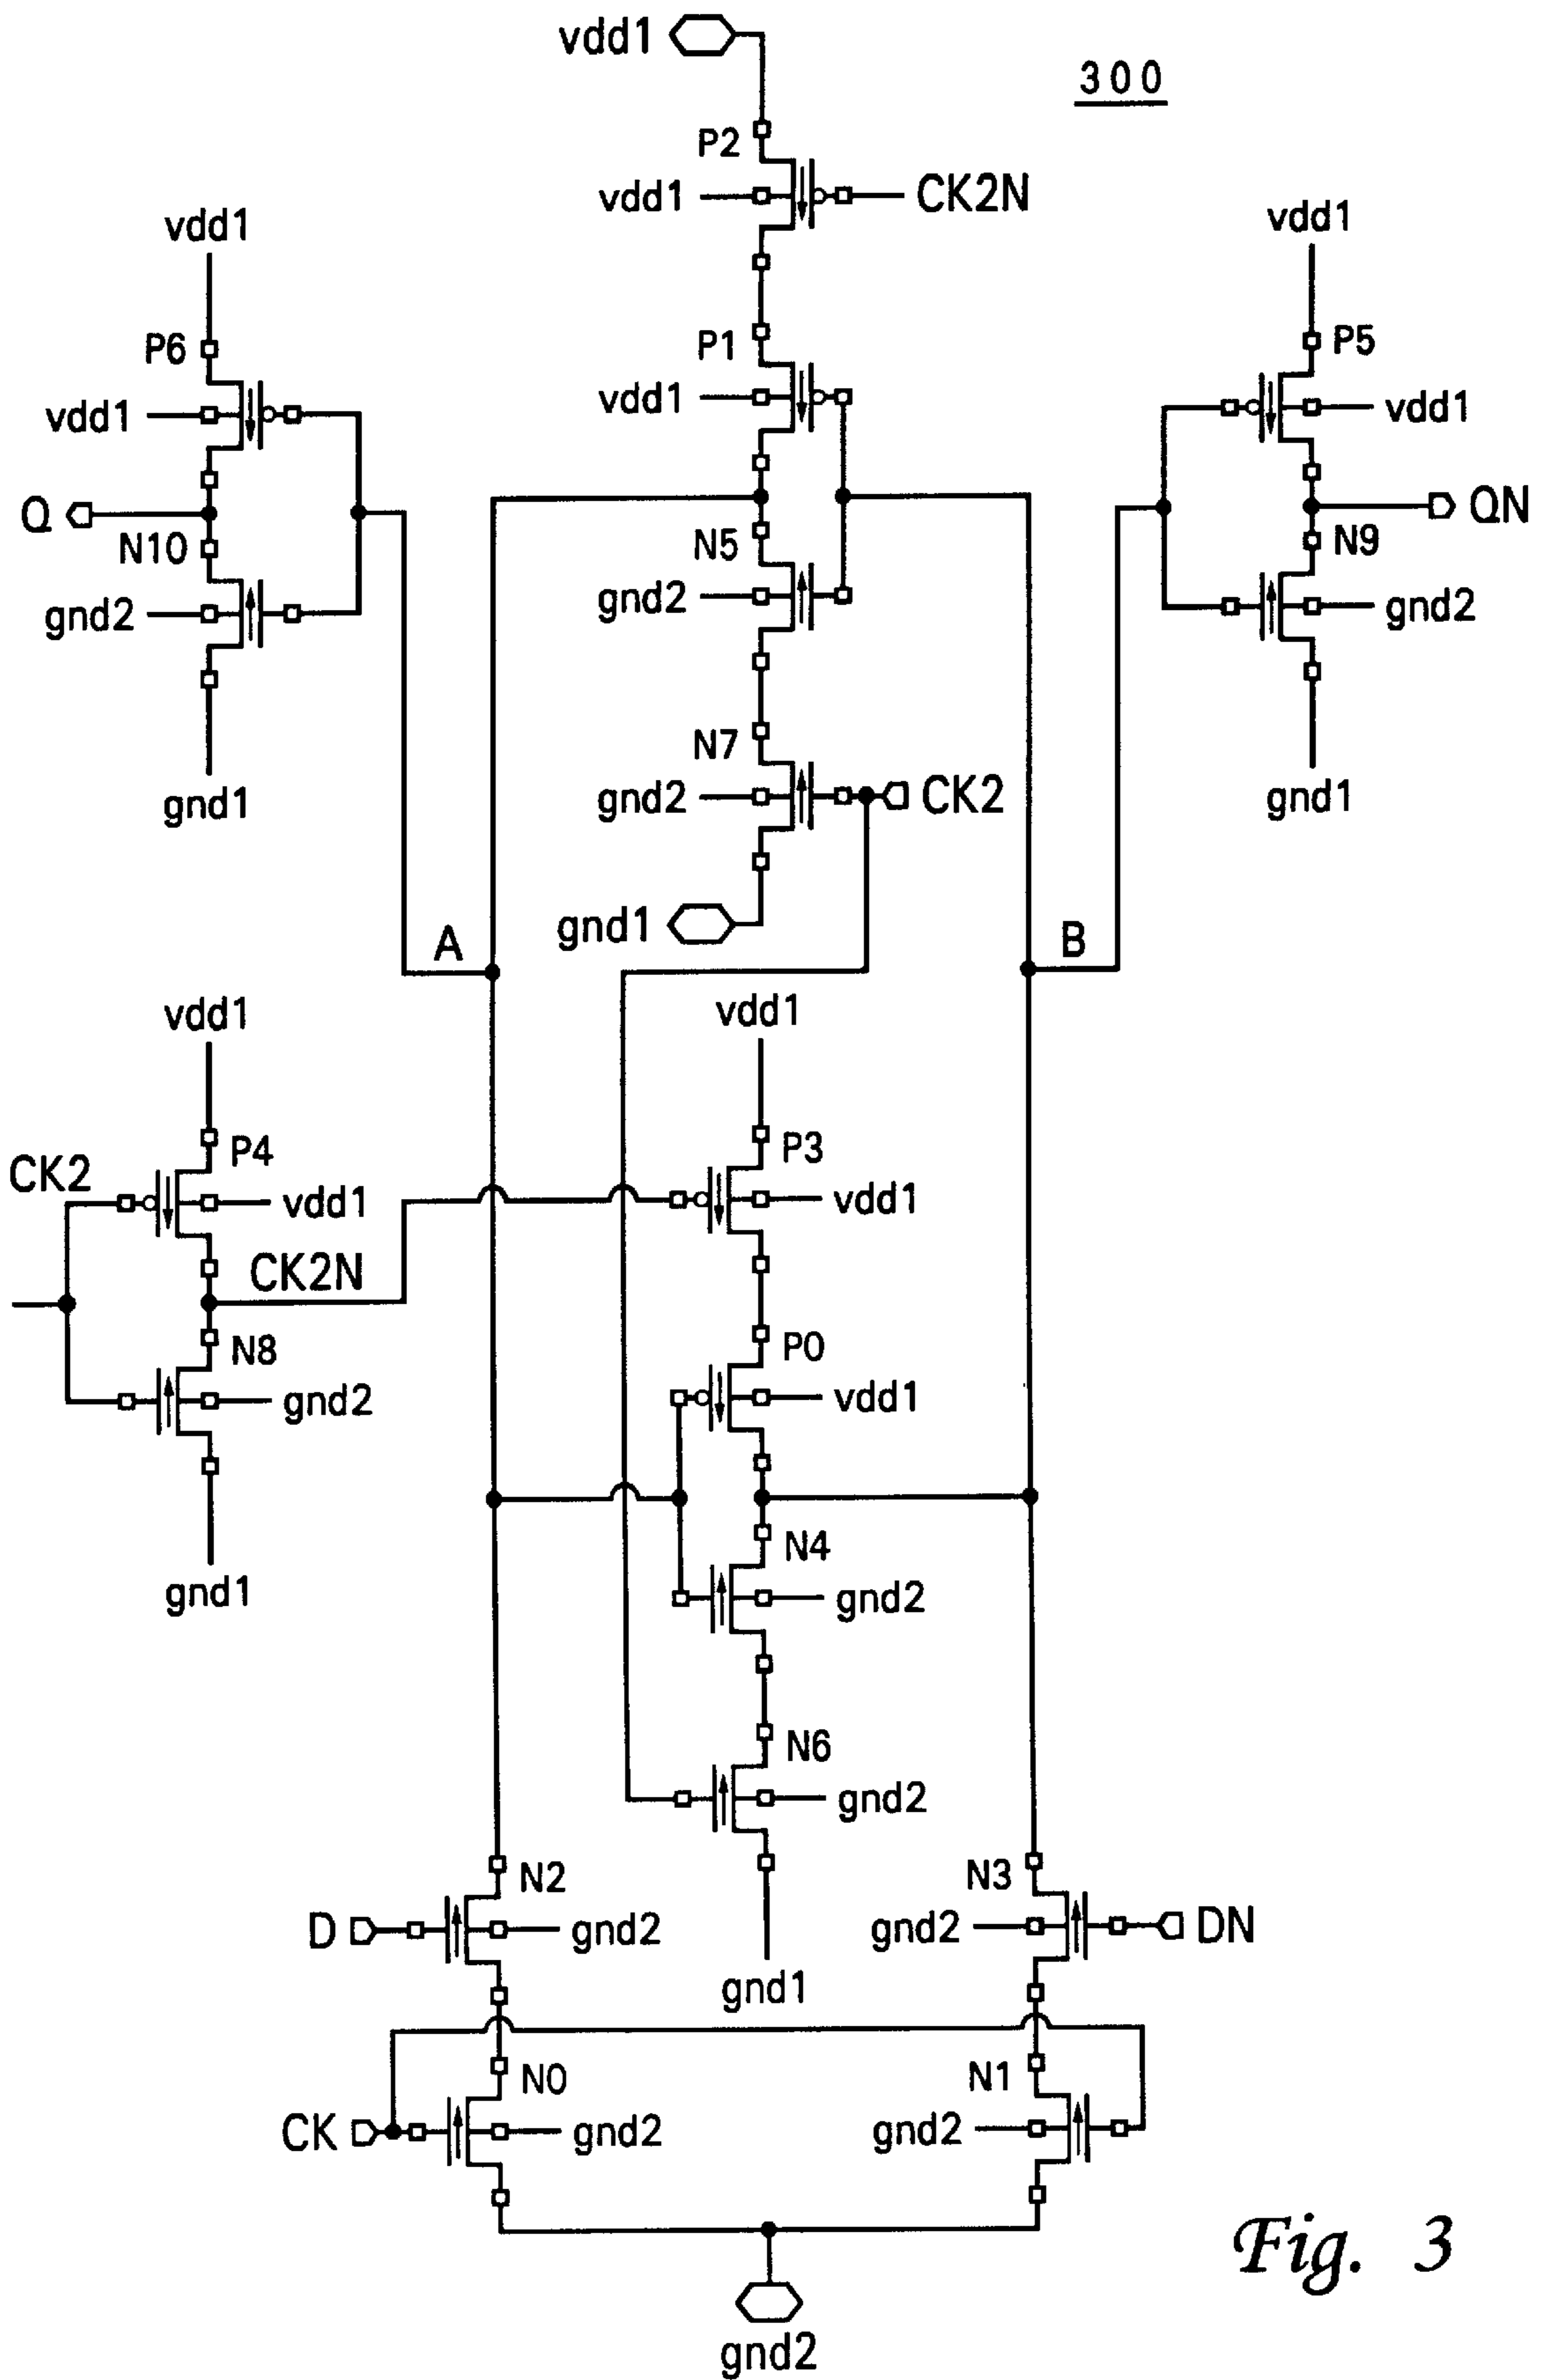 vdd1
300
P2
vdd1
CK2N
vdd1
vdd1
P6
P1
P5
vdd1
vdd1
vdd1
Q
QN
N10
N5
N9
gnd2
gnd2
gnd2
N7
gnd1
gnd2
CK2
gnd1
gnd1
A
B
vdd1
vdd1
P4
P3
CK2
vdd1
vdd1
CK2N
N8
P0
gnd2
vdd1
N4
gnd1
gnd2
N6
gnd2
N2
N3
D
gnd2
gnd2
DN
gnd1
N0
N1
CK
gnd2
gnd2
Fig. 3
gnd2